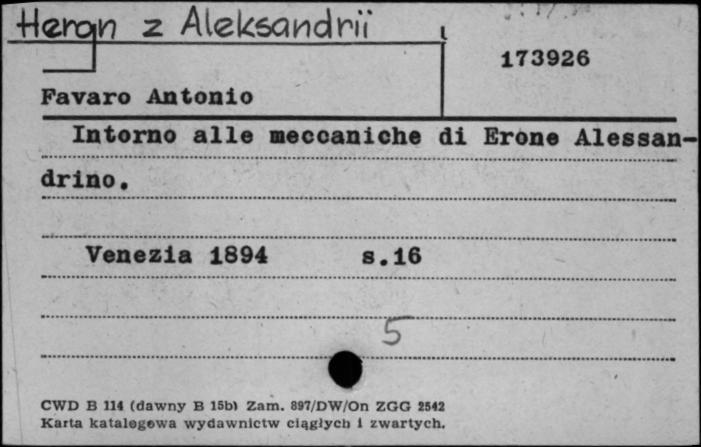 Heron z Aleksandrii
173926
Favaro Antonio
Intorno alle meccaniche di Erone Alessan-
drino.
Venezia 1894 s.16
5
CWD B 114 (dawny B 15b) Zam. 897/DW/On ZGG 2542
Karta katalogowa wydawnictw ciągłych i zwartych.